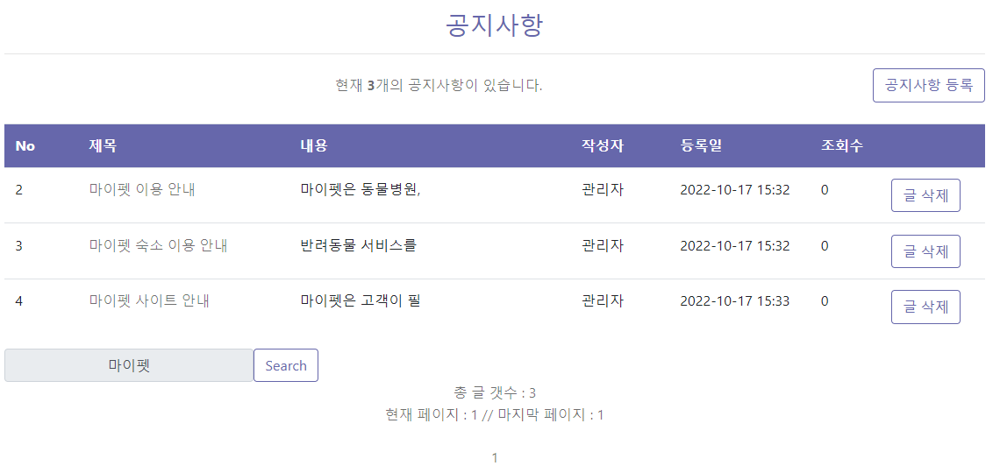 공지사항
현재 3개의 공지사항이 있습니다.
공지사항 등록
No 제목 내용 작성자 등록일 조회수
2 마이펫 이용 안내 마이펫은 동물병원, 관리자 2022-10-17 15:32 0 글 삭제
3 마이펫 숙소 이용 안내 반려동물 서비스를 관리자 2022-10-17 15:32 0 글 삭제
4 마이펫 사이트 안내 마이펫은 고객이 필 관리자 2022-10-17 15:33 0 글 삭제
마이펫 Search
총 글 갯수 : 3
현재 페이지 : 1 // 마지막 페이지 : 1
1